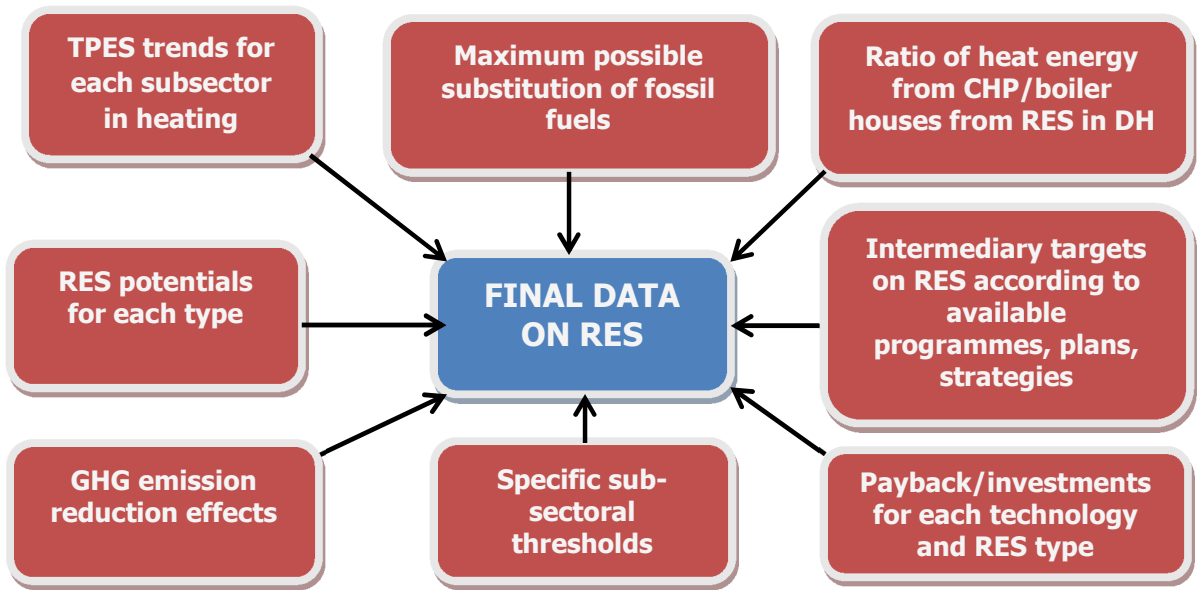 TPES trends for
each subsector
in heating
Maximum possible
substitution of fossil
fuels
Ratio of heat energy
from CHP/boiler
houses from RES in DH
RES potentials
for each type
FINAL DATA
ON RES
Intermediary targets
on RES according to
available
programmes, plans,
strategies
GHG emission
reduction effects
Specific sub-
sectoral
thresholds
Payback/investments
for each technology
and RES type